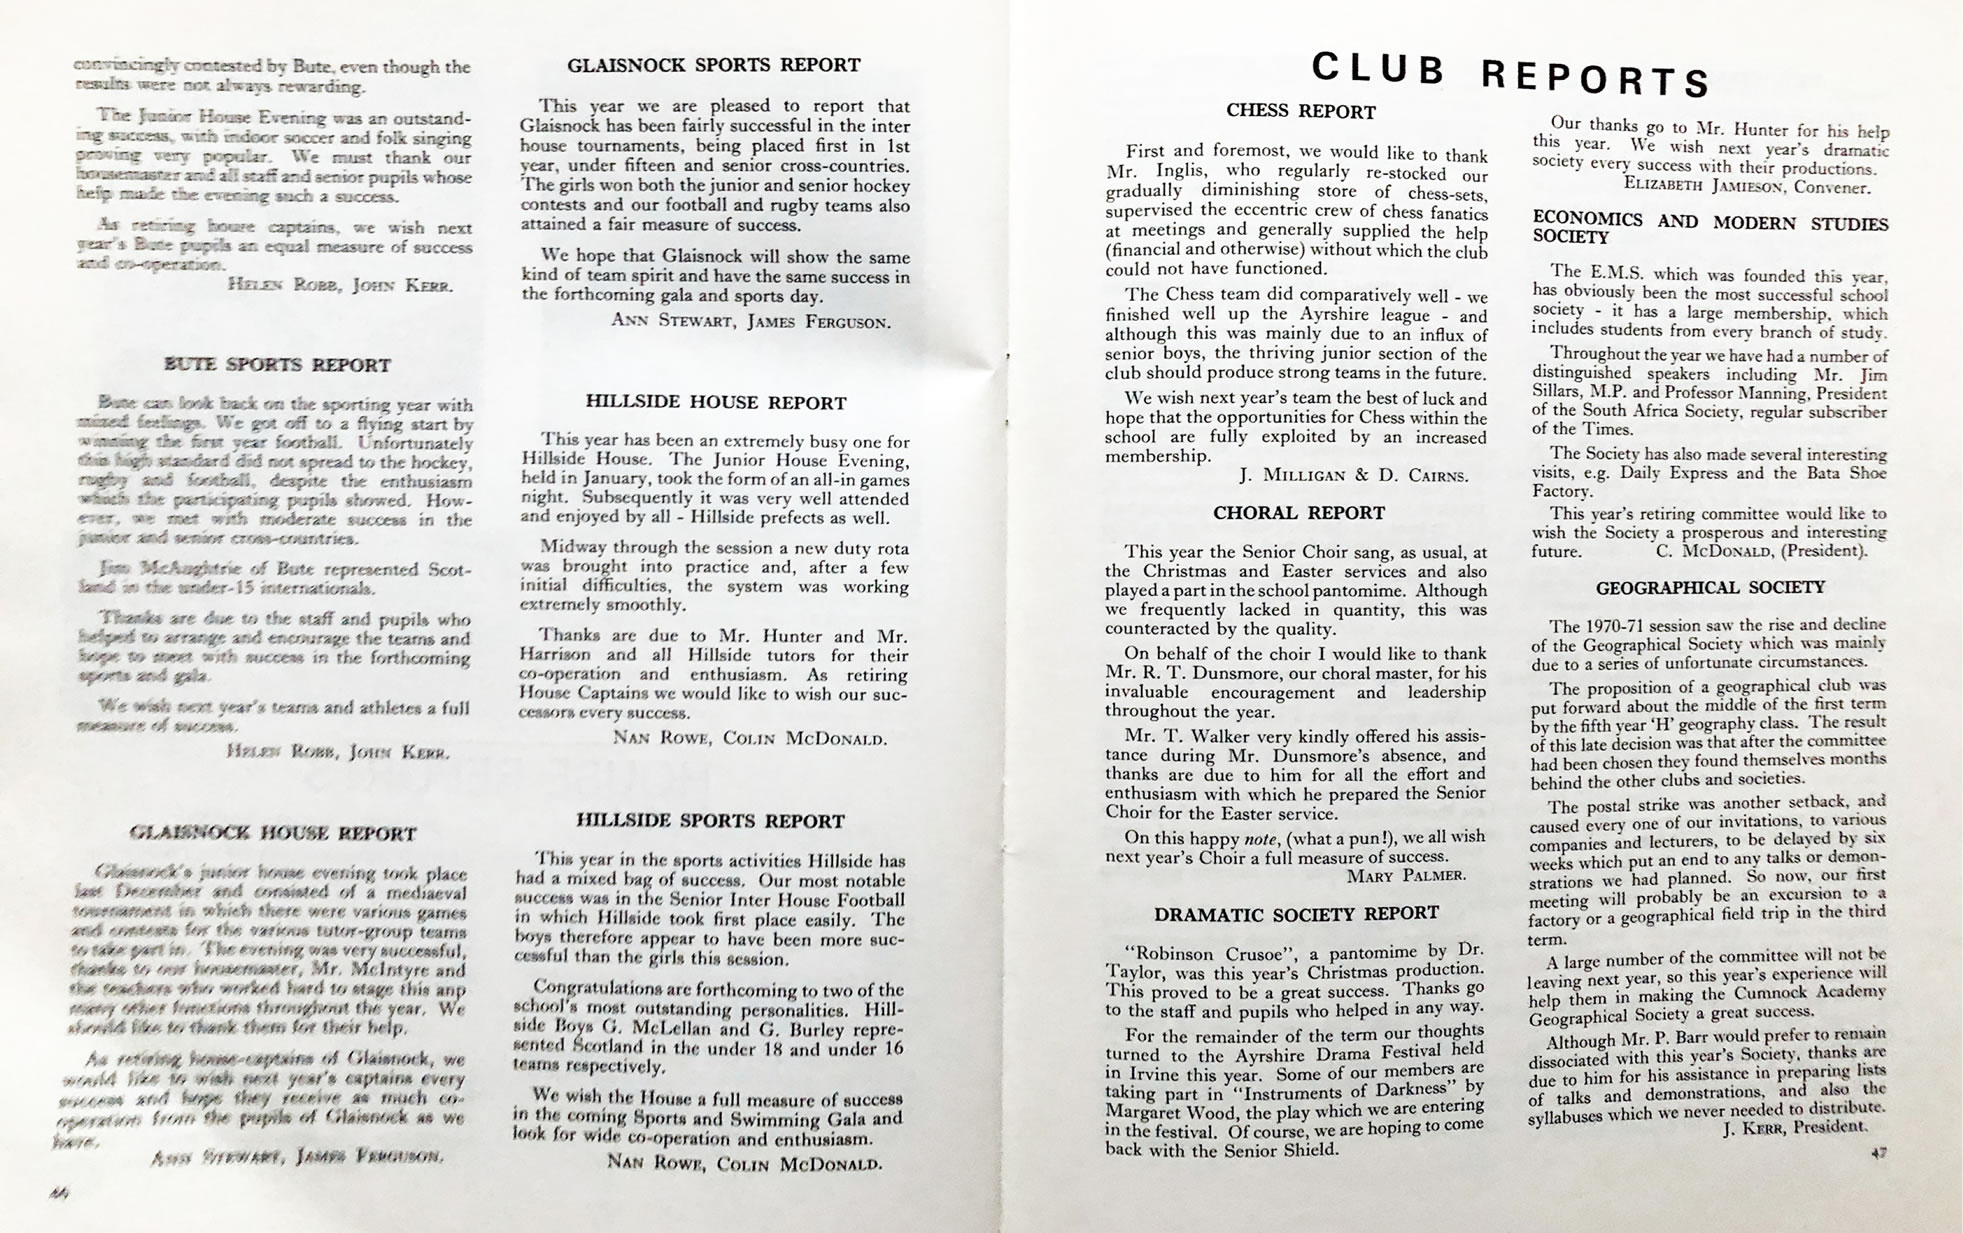 convincingly contested by Bute, even though the
results were not always rewarding.
The Junior House Evening was an outstand-
ing success, with indoor soccer and folk singing
proving very popular. We must thank our
housemaster and all staff and senior pupils whose
help made the evening such a success.
As retiring house captains, we wish next
year's Bute pupils an equal measure of success
and co-operation.
HELEN ROBB, JOHN KERR.
BUTE SPORTS REPORT
Bute can look back on the sporting year with
mixed feelings. We got off to a flying start by
winning the first year football. Unfortunately
this high standard did not spread to the hockey,
rugby and football, despite the enthusiasm
which the participating pupils showed. How-
ever, we met with moderate success in the
junior and senior cross-countries.
Jim McAughtrie of Bute represented Scot-
land in the under-15 internationals.
Thanks are due to the staff and pupils who
helped to arrange and encourage the teams and
hope to meet with success in the forthcoming
sports and gala.
We wish next year's teams and athletes a full
measure of success.
HELEN ROBB, JOHN KERR.
GLAISNOCK HOUSE REPORT
Glaisnock's junior house evening took place
last December and consisted of a mediaeval
tournament in which there were various games
and contests for the various tutor-group teams
to take part in. The evening was very successful,
thanks to our housemaster, Mr. McIntyre and
the teachers who worked hard to stage this anp
many other functions throughout the year. We
should like to thank them for their help.
As retiring house-captains of Glaisnock, we
would like to wish next year's captains every
success and hope they receive as much co-
operation from the pupils of Glaisnock as we
have.
ANN STEWART, JAMES FERGUSON.
GLAISNOCK SPORTS REPORT
This year we are pleased to report that
Glaisnock has been fairly successful in the inter
house tournaments, being placed first in 1st
year, under fifteen and senior cross-countries.
The girls won both the junior and senior hockey
contests and our football and rugby teams also
attained a fair measure of success.
We hope that Glaisnock will show the same
kind of team spirit and have the same success in
the forthcoming gala and sports day.
ANN STEWART, JAMES FERGUSON.
HILLSIDE HOUSE REPORT
This year has been an extremely busy one for
Hillside House. The Junior House Evening,
held in January, took the form of an all-in games
night. Subsequently it was very well attended
and enjoyed by all - Hillside prefects as well.
Midway through the session a new duty rota
was brought into practice and, after a few
initial difficulties, the system was working
extremely smoothly.
Thanks are due to Mr. Hunter and Mr.
Harrison and all Hillside tutors for their
co-operation and enthusiasm. As retiring
House Captains we would like to wish our suc-
cessors every success.
NAN ROWE, COLIN MCDONALD.
HILLSIDE SPORTS REPORT
This year in the sports activities Hillside has
had a mixed bag of success. Our most notable
success was in the Senior Inter House Football
in which Hillside took first place easily. The
boys therefore appear to have been more suc-
cessful than the girls this session.
Congratulations are forthcoming to two of the
school's most outstanding personalities. Hill-
side Boys G. McLellan and G. Burley repre-
sented Scotland in the under 18 and under 16
teams respectively.
We wish the House a full measure of success
in the coming Sports and Swimming Gala and
look for wide co-operation and enthusiasm.
NAN ROWE, COLIN MCDONALD.
CLUB REPORTS
CHESS REPORT
First and foremost, we would like to thank
Mr. Inglis, who regularly re-stocked our
gradually diminishing store of chess-sets,
supervised the eccentric crew of chess fanatics
at meetings and generally supplied the help
(financial and otherwise) without which the club
could not have functioned.
The Chess team did comparatively well - we
finished well up the Ayrshire league - and
although this was mainly due to an influx of
senior boys, the thriving junior section of the
club should produce strong teams in the future.
We wish next year's team the best of luck and
hope that the opportunities for Chess within the
school are fully exploited by an increased
membership.
J. MILLIGAN & D. CAIRNS.
CHORAL REPORT
This year the Senior Choir sang, as usual, at
the Christmas and Easter services and also
played a part in the school pantomime. Although
we frequently lacked in quantity, this was
counteracted by the quality.
On behalf of the choir I would like to thank
Mr. R. T. Dunsmore, our choral master, for his
invaluable encouragement and leadership
throughout the year.
Mr. T. Walker very kindly offered his assis-
tance during Mr. Dunsmore's absence, and
thanks are due to him for all the effort and
enthusiasm with which he prepared the Senior
Choir for the Easter service.
On this happy note, (what a pun!), we all wish
next year's Choir a full measure of success.
MARY PALMER.
DRAMATIC SOCIETY REPORT
"Robinson Crusoe", a pantomime by Dr.
Taylor, was this year's Christmas production.
This proved to be a great success. Thanks go
to the staff and pupils who helped in any way.
For the remainder of the term our thoughts
turned to the Ayrshire Drama Festival held
in Irvine this year. Some of our members are
taking part in "Instruments of Darkness" by
Margaret Wood, the play which we are entering
in the festival. Of course, we are hoping to come
back with the Senior Shield.
Our thanks go to Mr. Hunter for his help
this year. We wish next year's dramatic
society every success with their productions.
ELIZABETH JAMIESON, Convener.
ECONOMICS AND MODERN STUDIES
SOCIETY
The E.M.S. which was founded this year,
has obviously been the most successful school
society - it has a large membership, which
includes students from every branch of study.
Throughout the year we have had a number of
distinguished speakers including Mr. Jim
Sillars, M.P. and Professor Manning, President
of the South Africa Society, regular subscriber
of the Times.
The Society has also made several interesting
visits, e.g. Daily Express and the Bata Shoe
Factory.
This year's retiring committee would like to
wish the Society a prosperous and interesting
future. C. MCDONALD, (President).
GEOGRAPHICAL SOCIETY
The 1970-71 session saw the rise and decline
of the Geographical Society which was mainly
due to a series of unfortunate circumstances.
The proposition of a geographical club was
put forward about the middle of the first term
by the fifth year 'H' geography class. The result
of this late decision was that after the committee
had been chosen they found themselves months
behind the other clubs and societies.
The postal strike was another setback, and
caused every one of our invitations, to various
companies and lecturers, to be delayed by six
weeks which put an end to any talks or demon-
strations we had planned. So now, our first
meeting will probably be an excursion to a
factory or a geographical field trip in the third
term.
A large number of the committee will not be
leaving next year, so this year's experience will
help them in making the Cumnock Academy
Geographical Society a great success.
Although Mr. P. Barr would prefer to remain
dissociated with this year's Society, thanks are
due to him for his assistance in preparing lists
of talks and demonstrations, and also the
syllabuses which we never needed to distribute.
J. KERR, President.
47